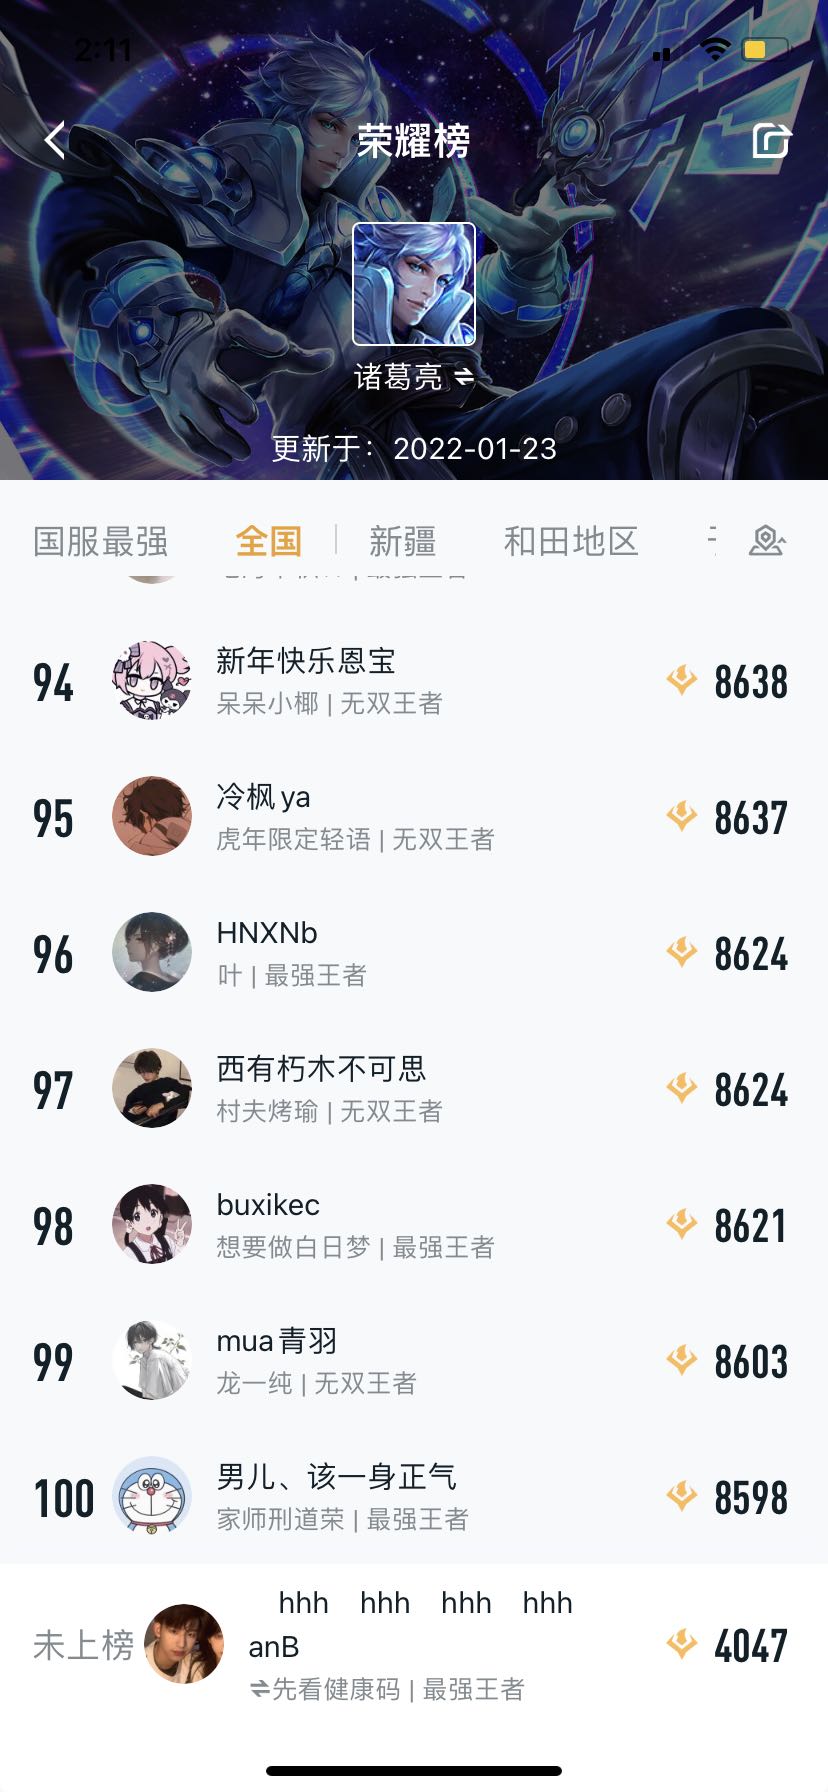 2:11
荣耀榜
诸葛亮
更新于：2022-01-23
国服最强 全国 新疆 和田地区
94 新年快乐恩宝 8638
呆呆小椰 | 无双王者
95 冷枫ya 8637
虎年限定轻语 | 无双王者
96 HNXNb 8624
叶 | 最强王者
97 西有朽木不可思 8624
村夫烤瑜 | 无双王者
98 buxikec 8621
想要做白日梦 | 最强王者
99 mua青羽 8603
龙一纯 | 无双王者
100 男儿、该一身正气 8598
家师刑道荣 | 最强王者
hhh hhh hhh hhh
未上榜 anB 4047
⇌先看健康码 | 最强王者